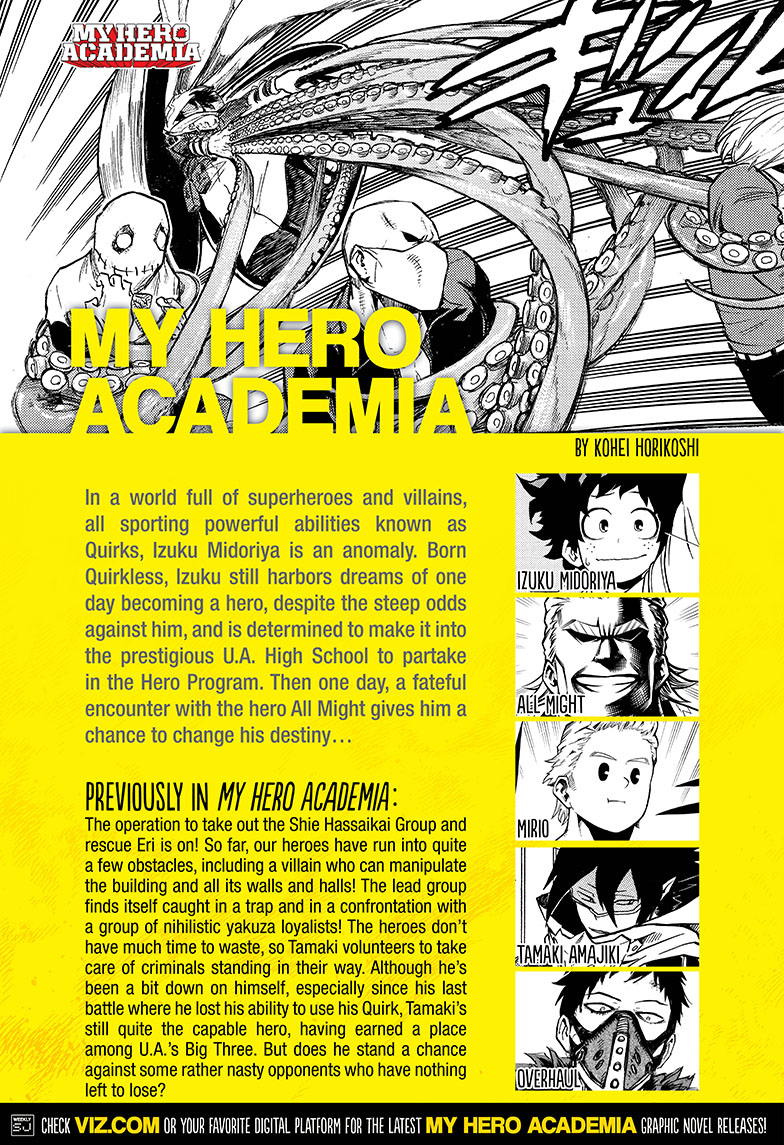 MY HERO
ACADEMIA
ギュル
MY HERO
ACADEMIA
BY KOHEI HORIKOSHI
In a world full of superheroes and villains,
all sporting powerful abilities known as
Quirks, Izuku Midoriya is an anomaly. Born
Quirkless, Izuku still harbors dreams of one
day becoming a hero, despite the steep odds
against him, and is determined to make it into
the prestigious U.A. High School to partake
in the Hero Program. Then one day, a fateful
encounter with the hero All Might gives him a
chance to change his destiny…
PREVIOUSLY IN MY HERO ACADEMIA:
The operation to take out the Shie Hassaikai Group and
rescue Eri is on! So far, our heroes have run into quite
a few obstacles, including a villain who can manipulate
the building and all its walls and halls! The lead group
finds itself caught in a trap and in a confrontation with
a group of nihilistic yakuza loyalists! The heroes don't
have much time to waste, so Tamaki volunteers to take
care of criminals standing in their way. Although he's
been a bit down on himself, especially since his last
battle where he lost his ability to use his Quirk, Tamaki's
still quite the capable hero, having earned a place
among U.A.'s Big Three. But does he stand a chance
against some rather nasty opponents who have nothing
left to lose?
IZUKU MIDORIYA
ALL MIGHT
MIRIO
TAMAKI AMAJIKI
OVERHAUL
WEEKLY
SJ
CHECK VIZ.COM OR YOUR FAVORITE DIGITAL PLATFORM FOR THE LATEST MY HERO ACADEMIA GRAPHIC NOVEL RELEASES!